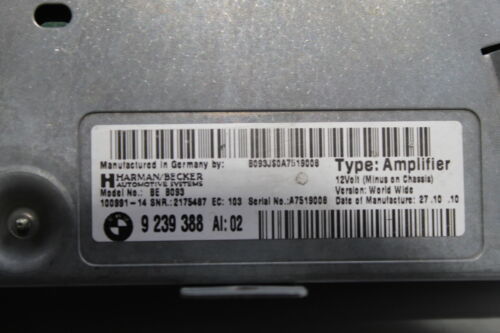 Manufactured in Germany by: B093JS0A7519008
HARMAN/BECKER
AUTOMOTIVE SYSTEMS
Type: Amplifier
12Volt (Minus on Chassis)
Model No.: BE 8093 Version: World Wide
100991-14 SNR.:2175487 EC: 103 Serial No.:A7519008 Date of Manufacture: 27.10.10
BMW 9 239 388 AI:02